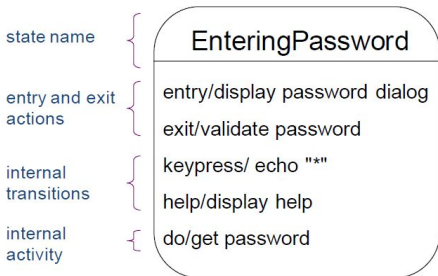 state name
EnteringPassword
entry and exit
actions
entry/display password dialog
exit/validate password
internal
transitions
keypress/ echo "*"
help/display help
internal
activity
do/get password